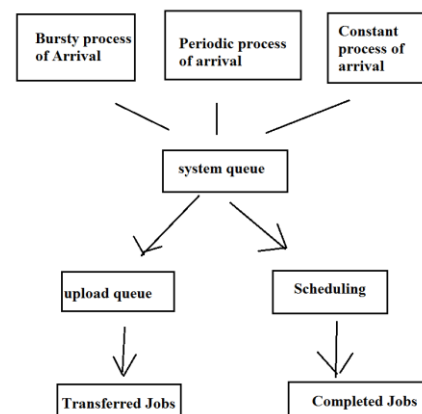 Bursty process
of Arrival
Periodic process
of arrival
Constant
process of
arrival
system queue
upload queue
Scheduling
Transferred Jobs
Completed Jobs